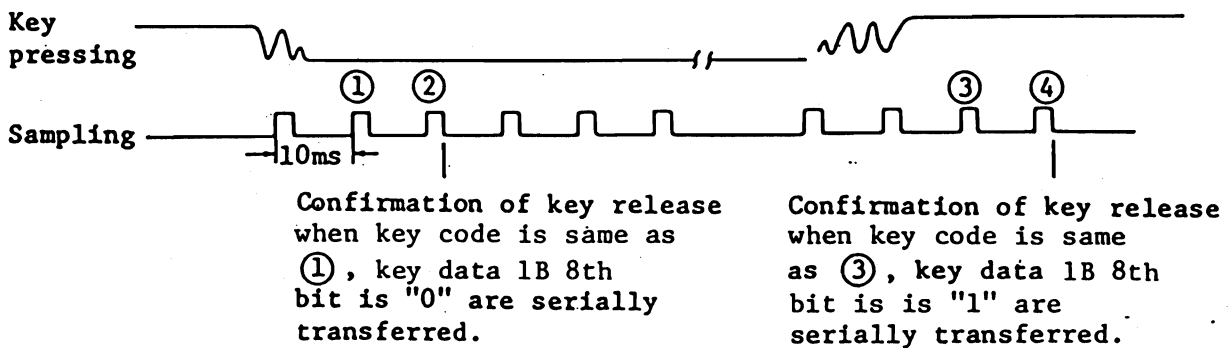 Key
pressing
① ②
③ ④
Sampling
10ms
Confirmation of key release
when key code is same as
①, key data 1B 8th
bit is "0" are serially
transferred.
Confirmation of key release
when key code is same
as ③, key data 1B 8th
bit is is "1" are
serially transferred.